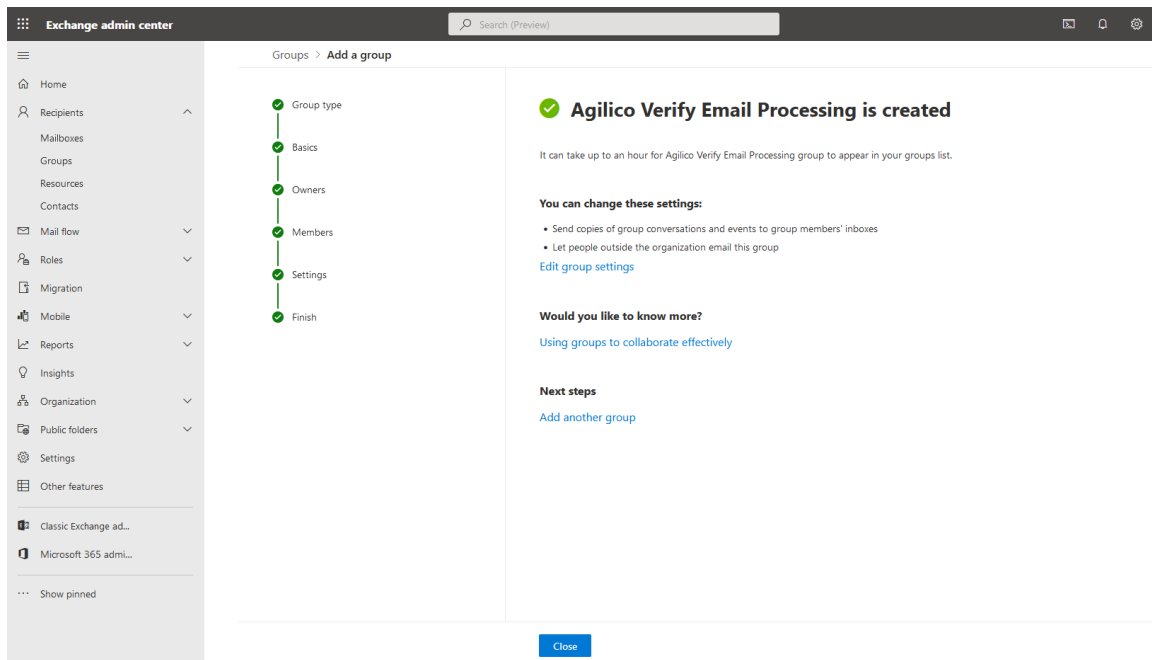 Exchange admin center
Search (Preview)
Groups > Add a group
Home
Recipients
Mailboxes
Groups
Resources
Contacts
Mail flow
Roles
Migration
Mobile
Reports
Insights
Organization
Public folders
Settings
Other features
Classic Exchange ad...
Microsoft 365 admi...
Show pinned
Group type
Basics
Owners
Members
Settings
Finish
Agilico Verify Email Processing is created
It can take up to an hour for Agilico Verify Email Processing group to appear in your groups list.
You can change these settings:
• Send copies of group conversations and events to group members' inboxes
• Let people outside the organization email this group
Edit group settings
Would you like to know more?
Using groups to collaborate effectively
Next steps
Add another group
Close